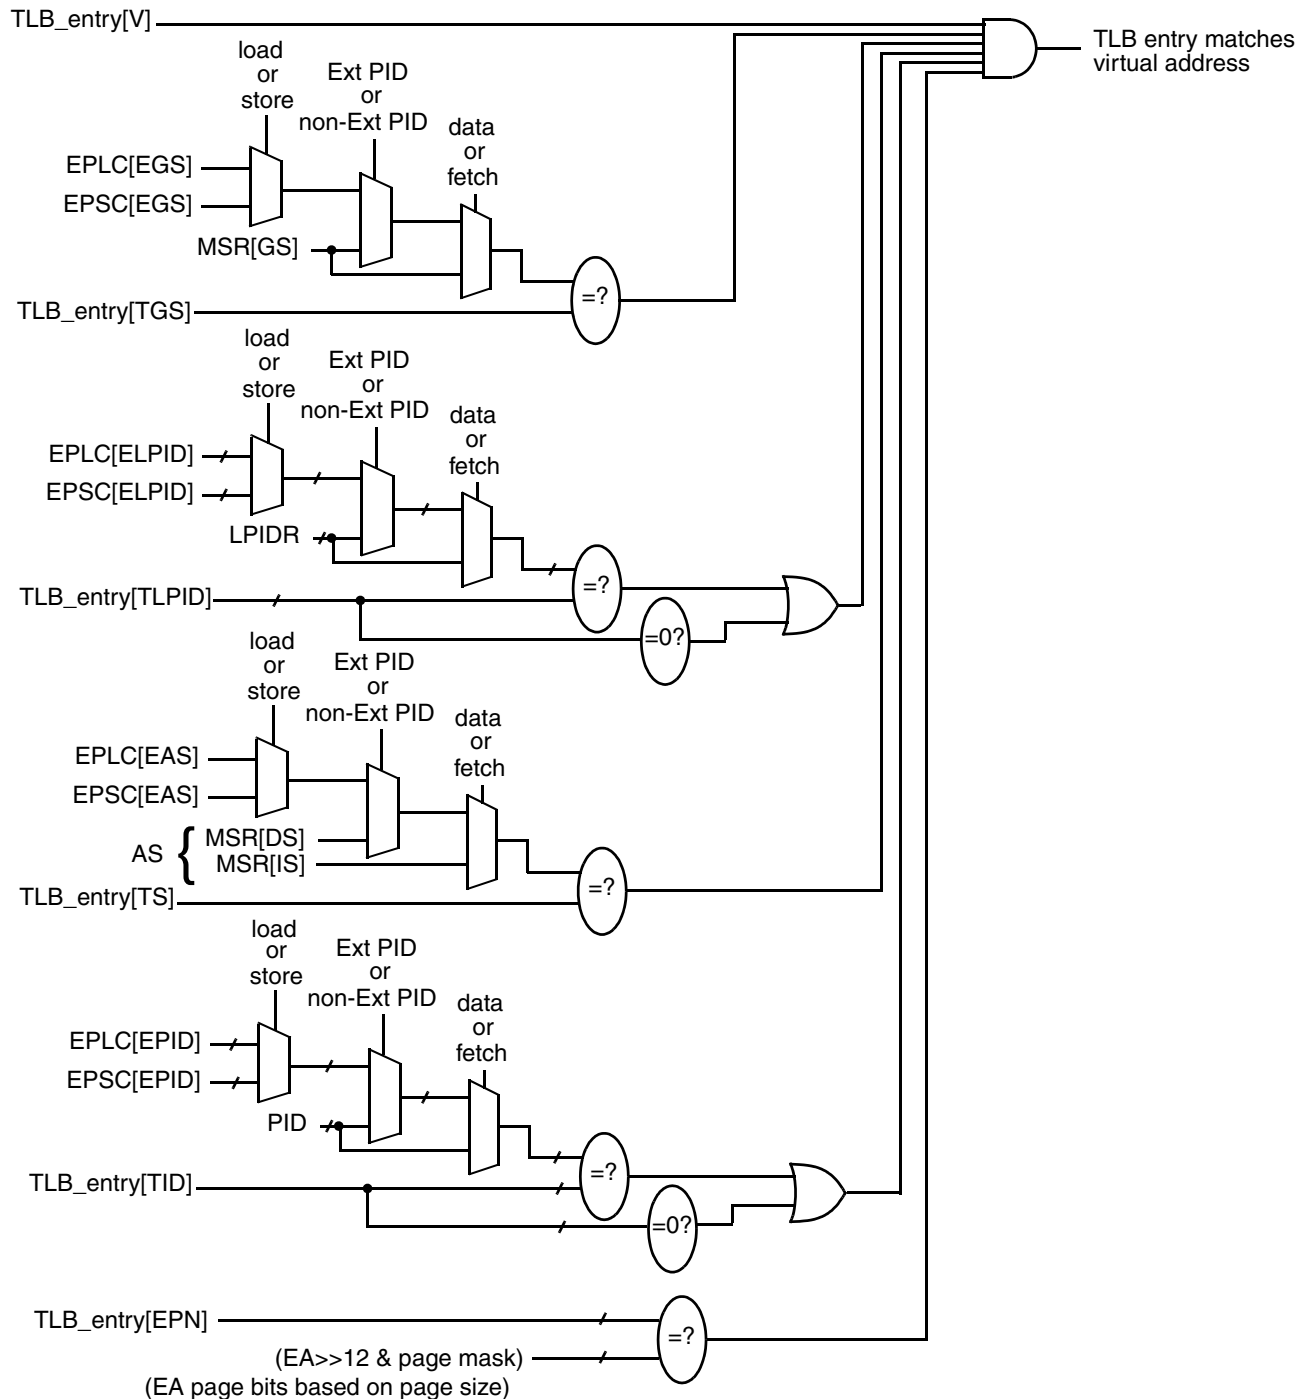 TLB_entry[V]
TLB entry matches
virtual address
load
or
store
Ext PID
or
non-Ext PID
data
or
fetch
EPLC[EGS]
EPSC[EGS]
MSR[GS]
=?
TLB_entry[TGS]
load
or
store
Ext PID
or
non-Ext PID
data
or
fetch
EPLC[ELPID]
EPSC[ELPID]
LPIDR
=?
TLB_entry[TLPID]
=0?
load
or
store
Ext PID
or
non-Ext PID
data
or
fetch
EPLC[EAS]
EPSC[EAS]
AS { MSR[DS]
MSR[IS]
=?
TLB_entry[TS]
load
or
store
Ext PID
or
non-Ext PID
data
or
fetch
EPLC[EPID]
EPSC[EPID]
PID
=?
TLB_entry[TID]
=0?
TLB_entry[EPN]
=?
(EA>>12 & page mask)
(EA page bits based on page size)